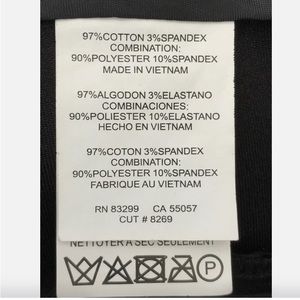 97%COTTON 3%SPANDEX
COMBINATION:
90%POLYESTER 10%SPANDEX
MADE IN VIETNAM
97%ALGODON 3%ELASTANO
COMBINACIONES:
90%POLIESTER 10%ELASTANO
HECHO EN VIETNAM
97%COTON 3%SPANDEX
COMBINATION:
90%POLYESTER 10%SPANDEX
FABRIQUE AU VIETNAM
RN 83299 CA 55057
CUT # 8269
NETTOYER A SEC SEULEMENT
P